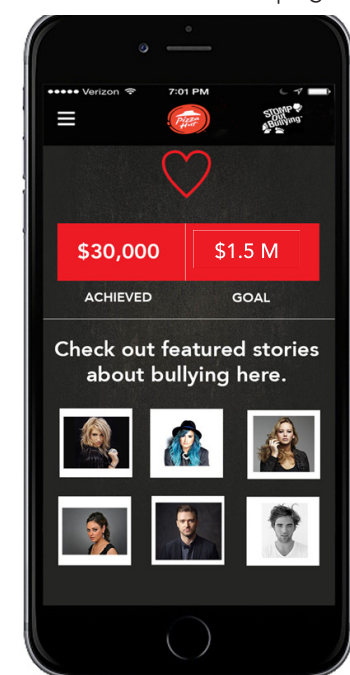 Verizon 7:01 PM
Pizza Hut
STOMP Out Bullying
$30,000 $1.5 M
ACHIEVED GOAL
Check out featured stories
about bullying here.